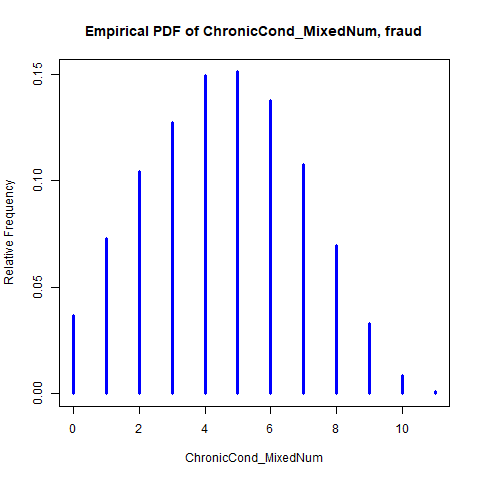 Empirical PDF of ChronicCond_MixedNum, fraud
Relative Frequency
0.15
0.10
0.05
0.00
0 2 4 6 8 10
ChronicCond_MixedNum